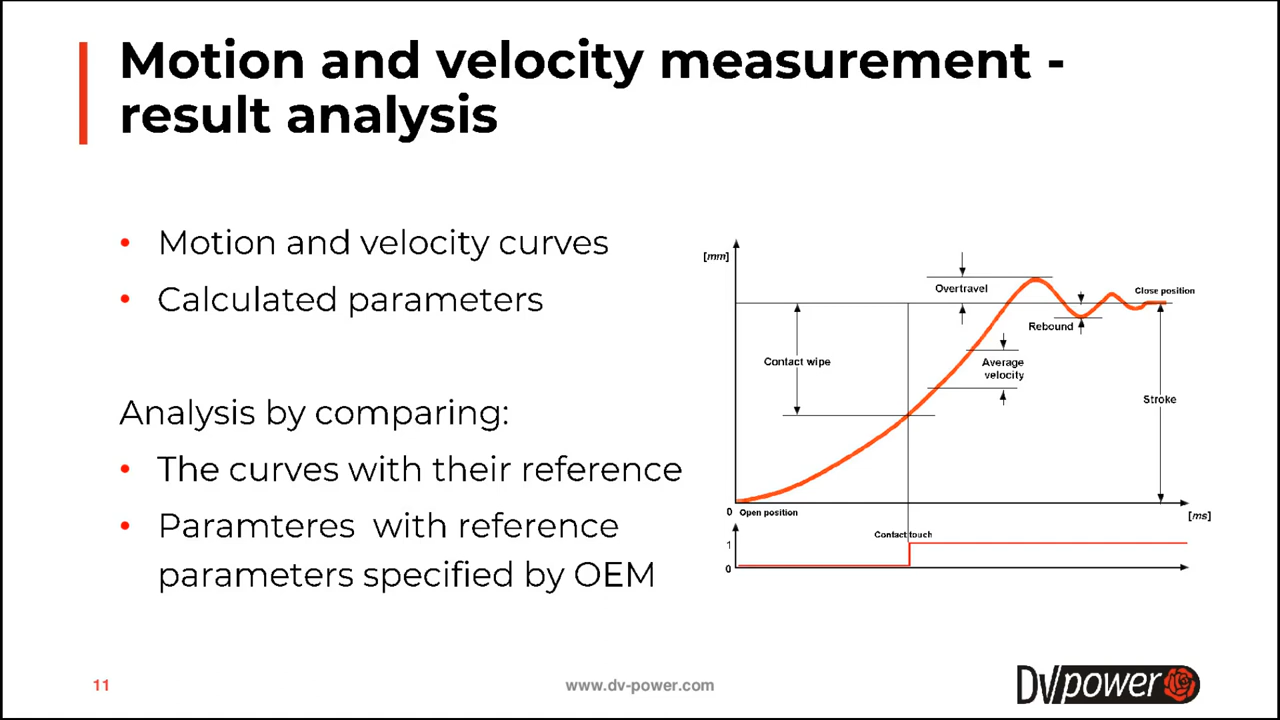 Motion and velocity measurement -
result analysis
• Motion and velocity curves
• Calculated parameters
Analysis by comparing:
• The curves with their reference
• Paramteres with reference
parameters specified by OEM
[mm]
Overtravel
Close position
Rebound
Contact wipe
Average
velocity
Stroke
0 Open position
[ms]
Contact touch
1
0
11
www.dv-power.com
DV power